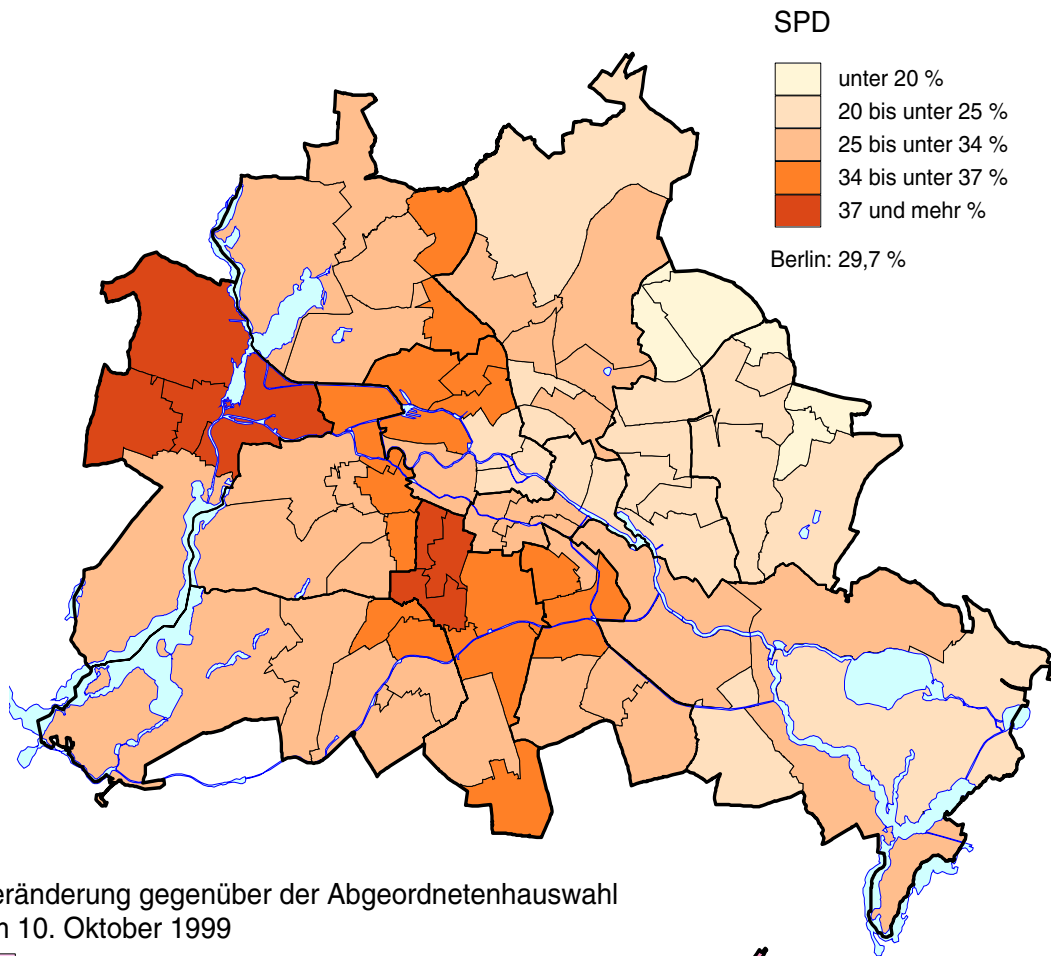 SPD
unter 20 %
20 bis unter 25 %
25 bis unter 34 %
34 bis unter 37 %
37 und mehr %
Berlin: 29,7 %
eränderung gegenüber der Abgeordnetenhauswahl
10. Oktober 1999